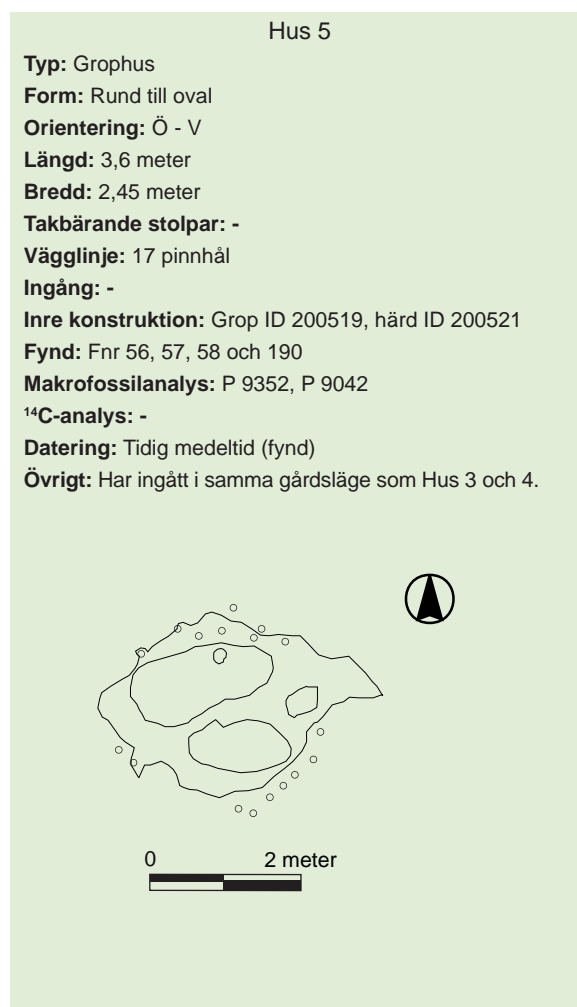 Hus 5
Typ: Grophus
Form: Rund till oval
Orientering: Ö - V
Längd: 3,6 meter
Bredd: 2,45 meter
Takbärande stolpar: -
Vägglinje: 17 pinnhål
Ingång: -
Inre konstruktion: Grop ID 200519, härd ID 200521
Fynd: Fnr 56, 57, 58 och 190
Makrofossilanalys: P 9352, P 9042
¹⁴C-analys: -
Datering: Tidig medeltid (fynd)
Övrigt: Har ingått i samma gårdsläge som Hus 3 och 4.
0 2 meter